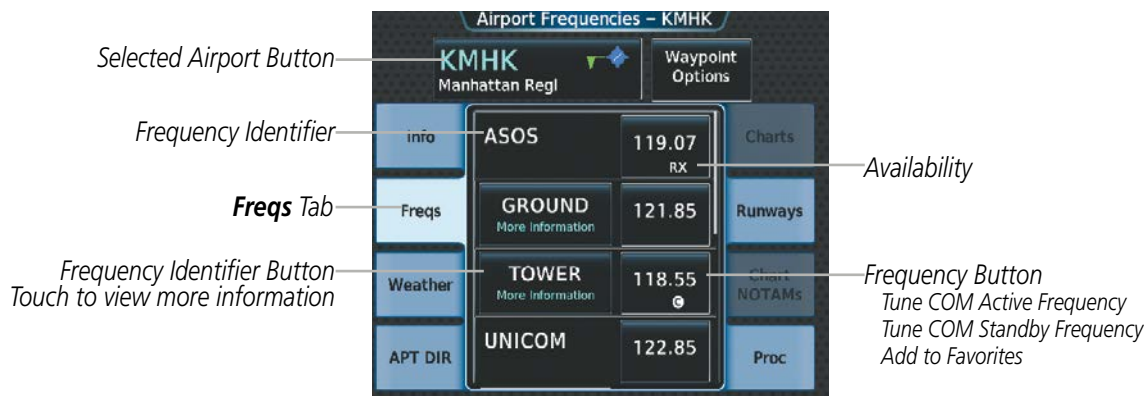 Airport Frequencies – KMHK
Selected Airport Button
KMHK
Manhattan Regl
Waypoint
Options
Frequency Identifier
info
ASOS
119.07
RX
Charts
Availability
Freqs Tab
Freqs
GROUND
More Information
121.85
Runways
Frequency Identifier Button
Touch to view more information
Weather
TOWER
More Information
118.55
C
Chart
NOTAMs
Frequency Button
Tune COM Active Frequency
Tune COM Standby Frequency
Add to Favorites
APT DIR
UNICOM
122.85
Proc